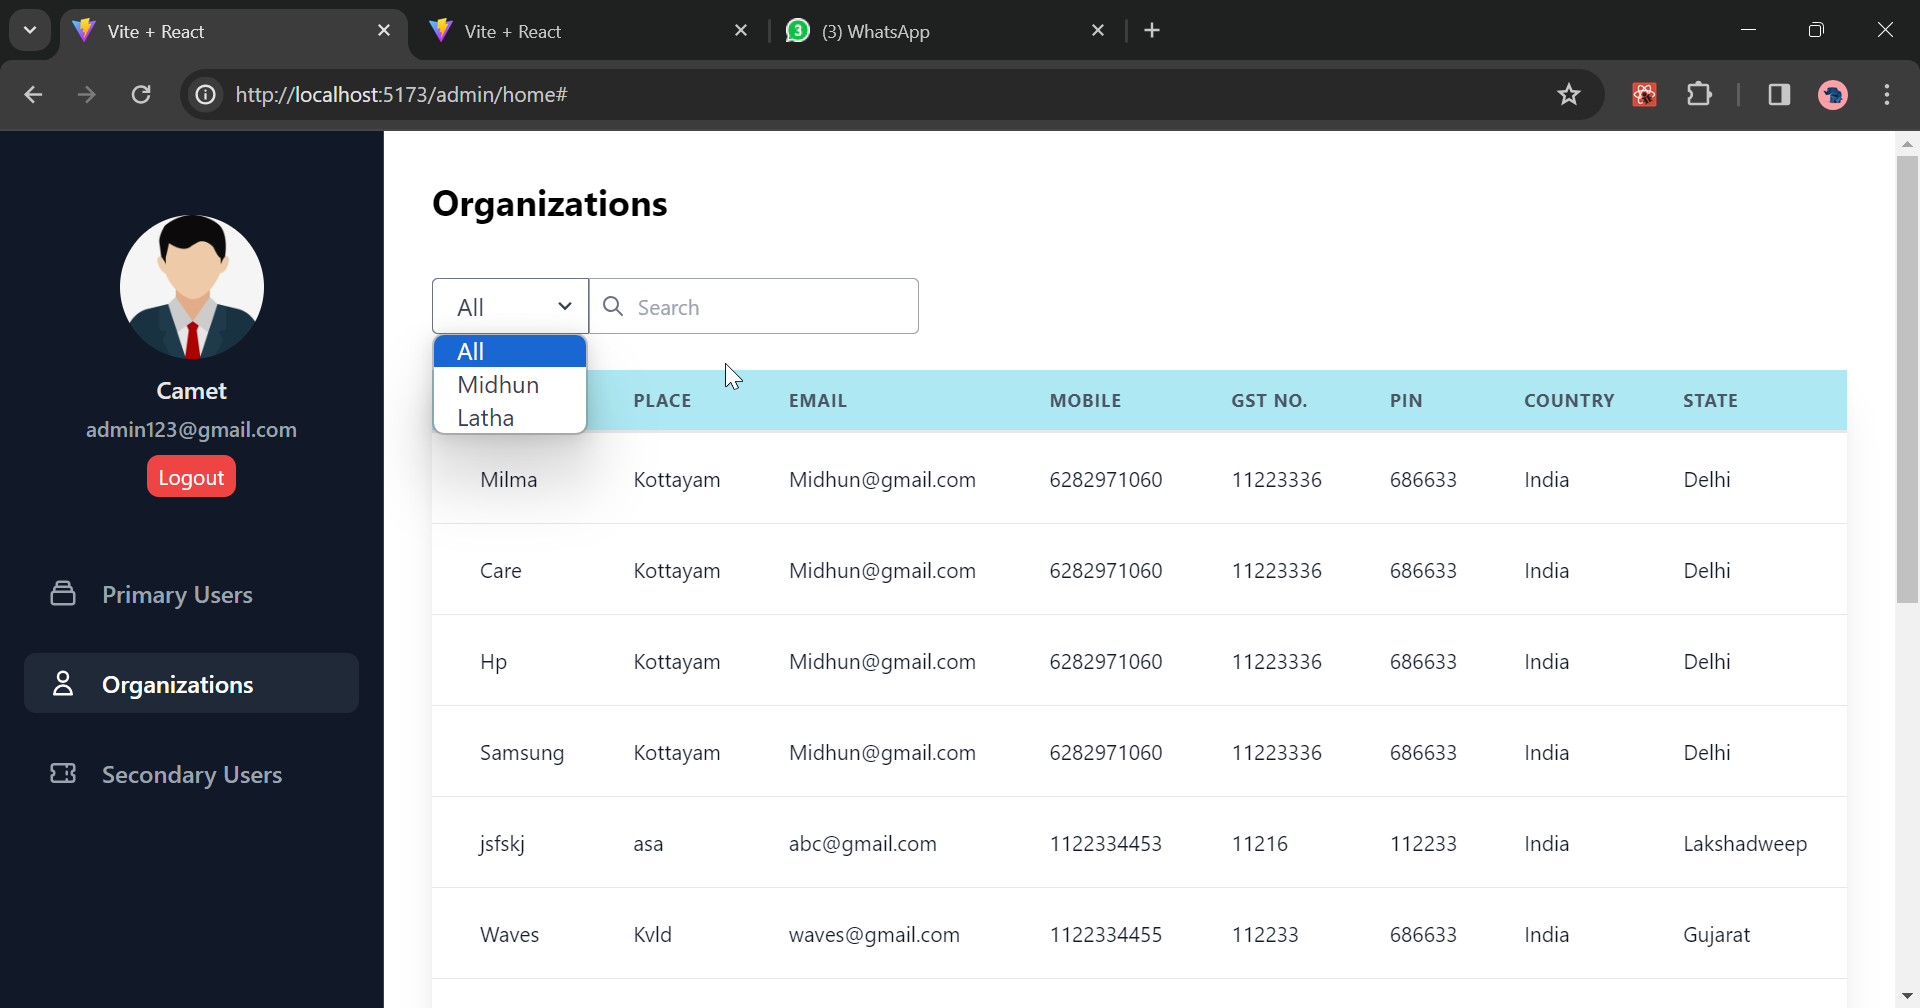 Vite + React
Vite + React
3 (3) WhatsApp
http://localhost:5173/admin/home#
Camet
admin123@gmail.com
Logout
Primary Users
Organizations
Secondary Users
Organizations
All
Search
All
Midhun
Latha
PLACE EMAIL MOBILE GST NO. PIN COUNTRY STATE
Milma Kottayam Midhun@gmail.com 6282971060 11223336 686633 India Delhi
Care Kottayam Midhun@gmail.com 6282971060 11223336 686633 India Delhi
Hp Kottayam Midhun@gmail.com 6282971060 11223336 686633 India Delhi
Samsung Kottayam Midhun@gmail.com 6282971060 11223336 686633 India Delhi
jsfskj asa abc@gmail.com 1122334453 11216 112233 India Lakshadweep
Waves Kvld waves@gmail.com 1122334455 112233 686633 India Gujarat